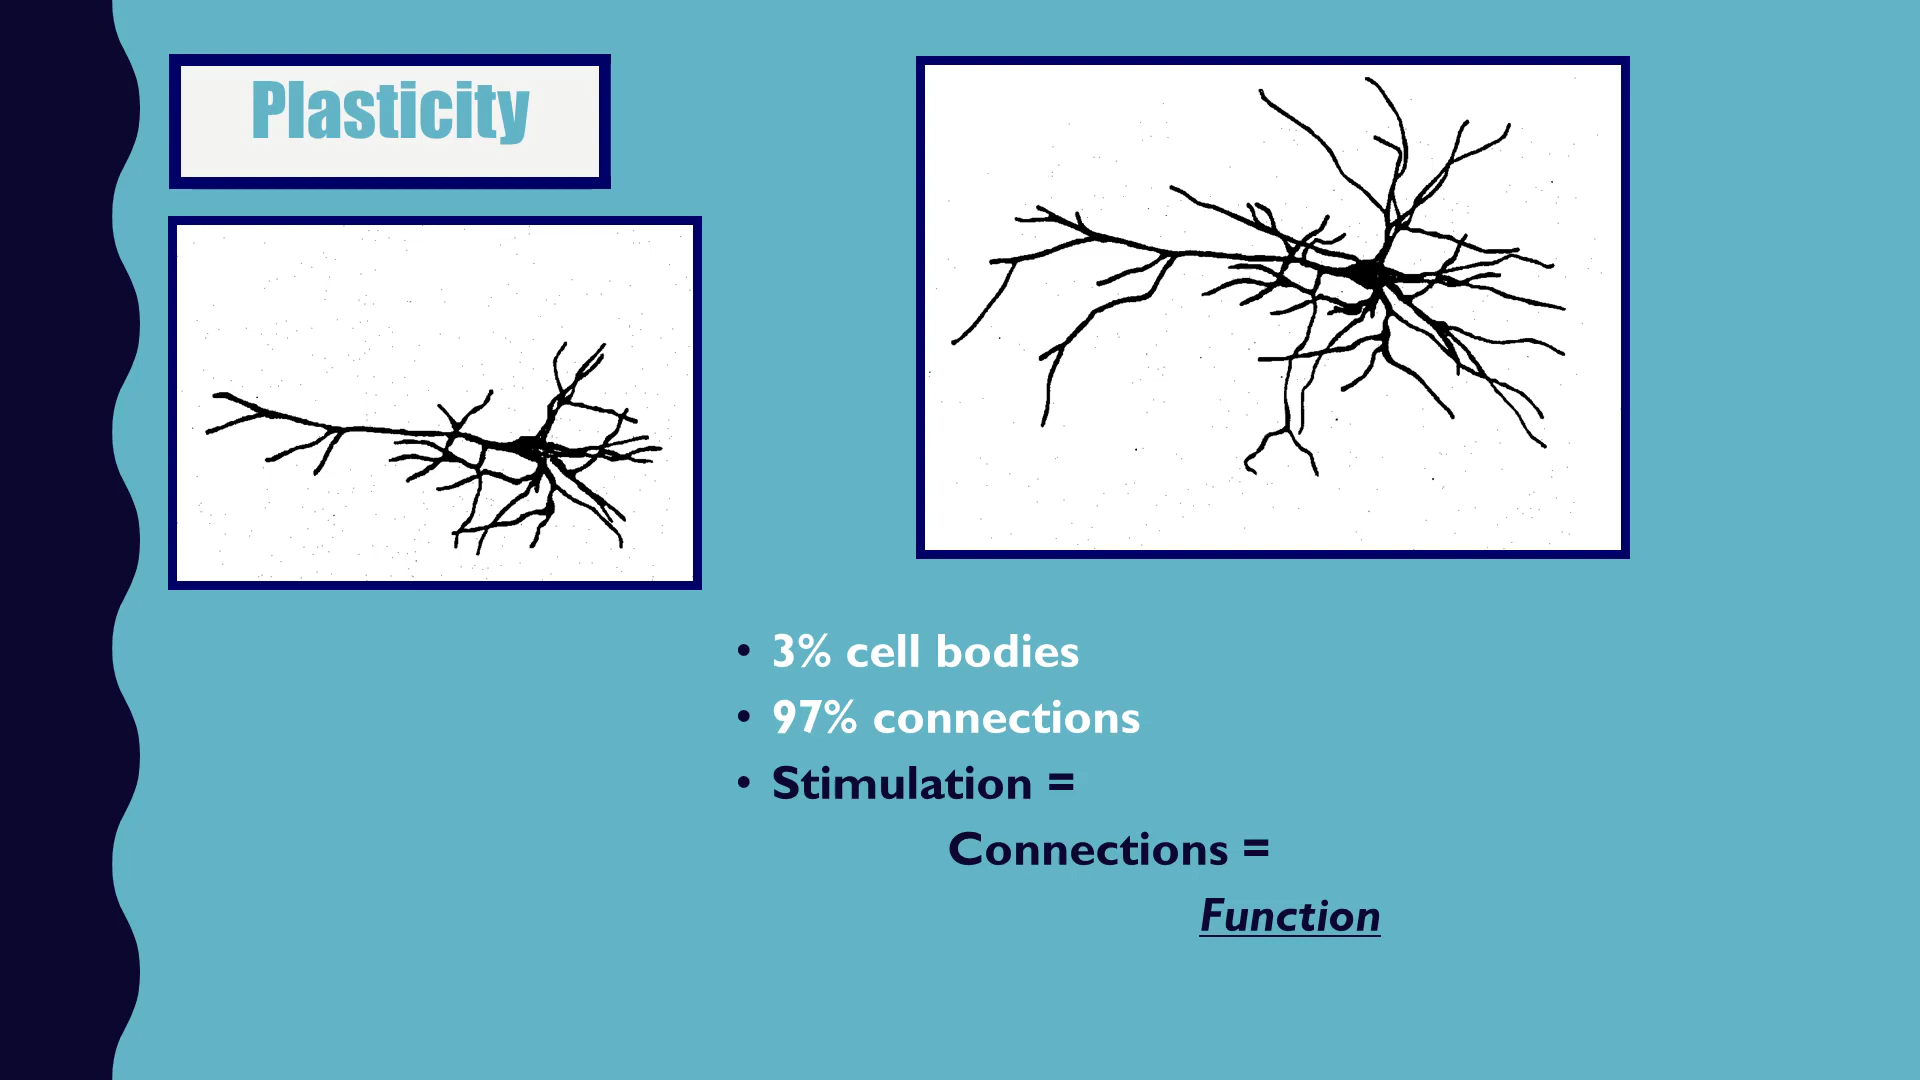 Plasticity
• 3% cell bodies
• 97% connections
• Stimulation =
Connections =
Function